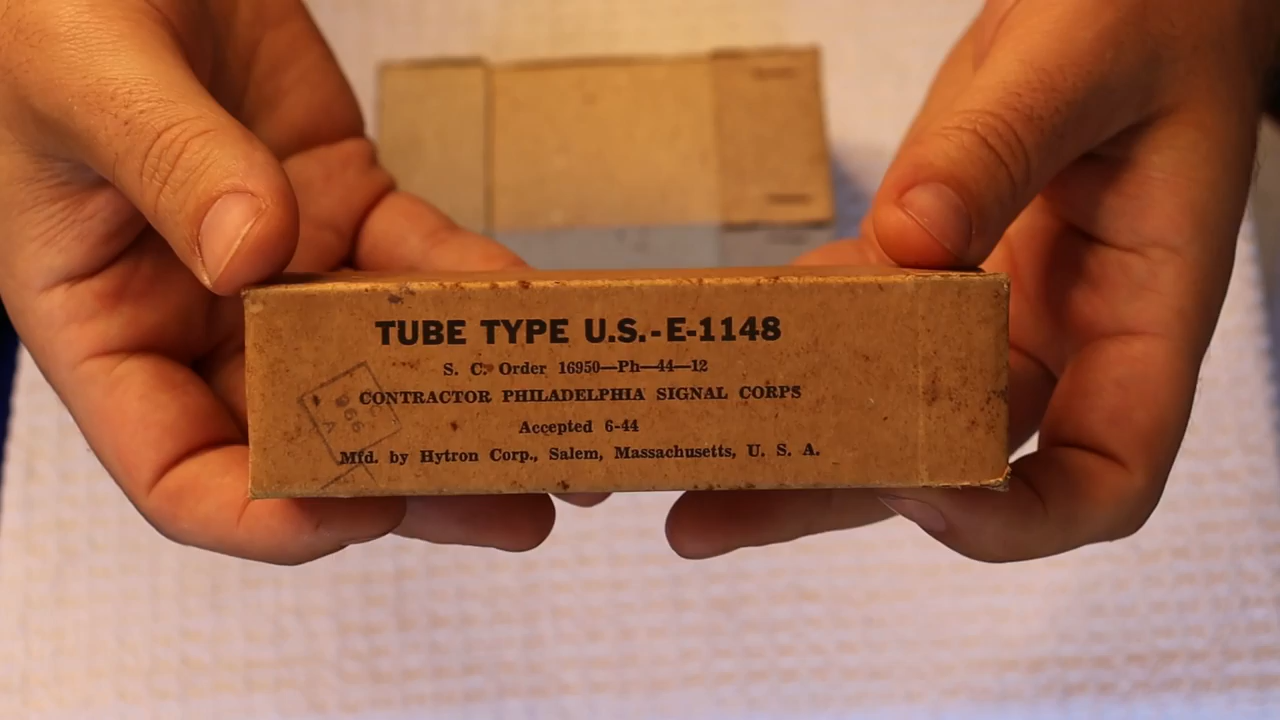 TUBE TYPE U.S.-E-1148
S. C. Order 16950—Ph—44—12
CONTRACTOR PHILADELPHIA SIGNAL CORPS
Accepted 6-44
Mfd. by Hytron Corp., Salem, Massachusetts, U. S. A.
966